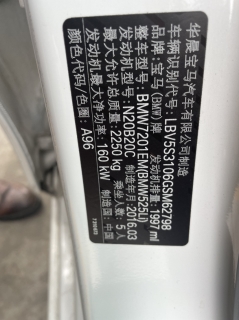 华晨宝马汽车有限公司制造
车辆识别代号：LBV5S3106GSM62798
品牌：宝马（BMW） 发动机排量：1997 ml
整车型号：BMW7201EM（BMW525Li）
发动机型号：N20B20C 制造年月：2016.03
最大允许总质量：2250 kg 乘坐人数：5 人
发动机最大净功率：160 kW
车身颜色/色圈：A96 制造国：中国